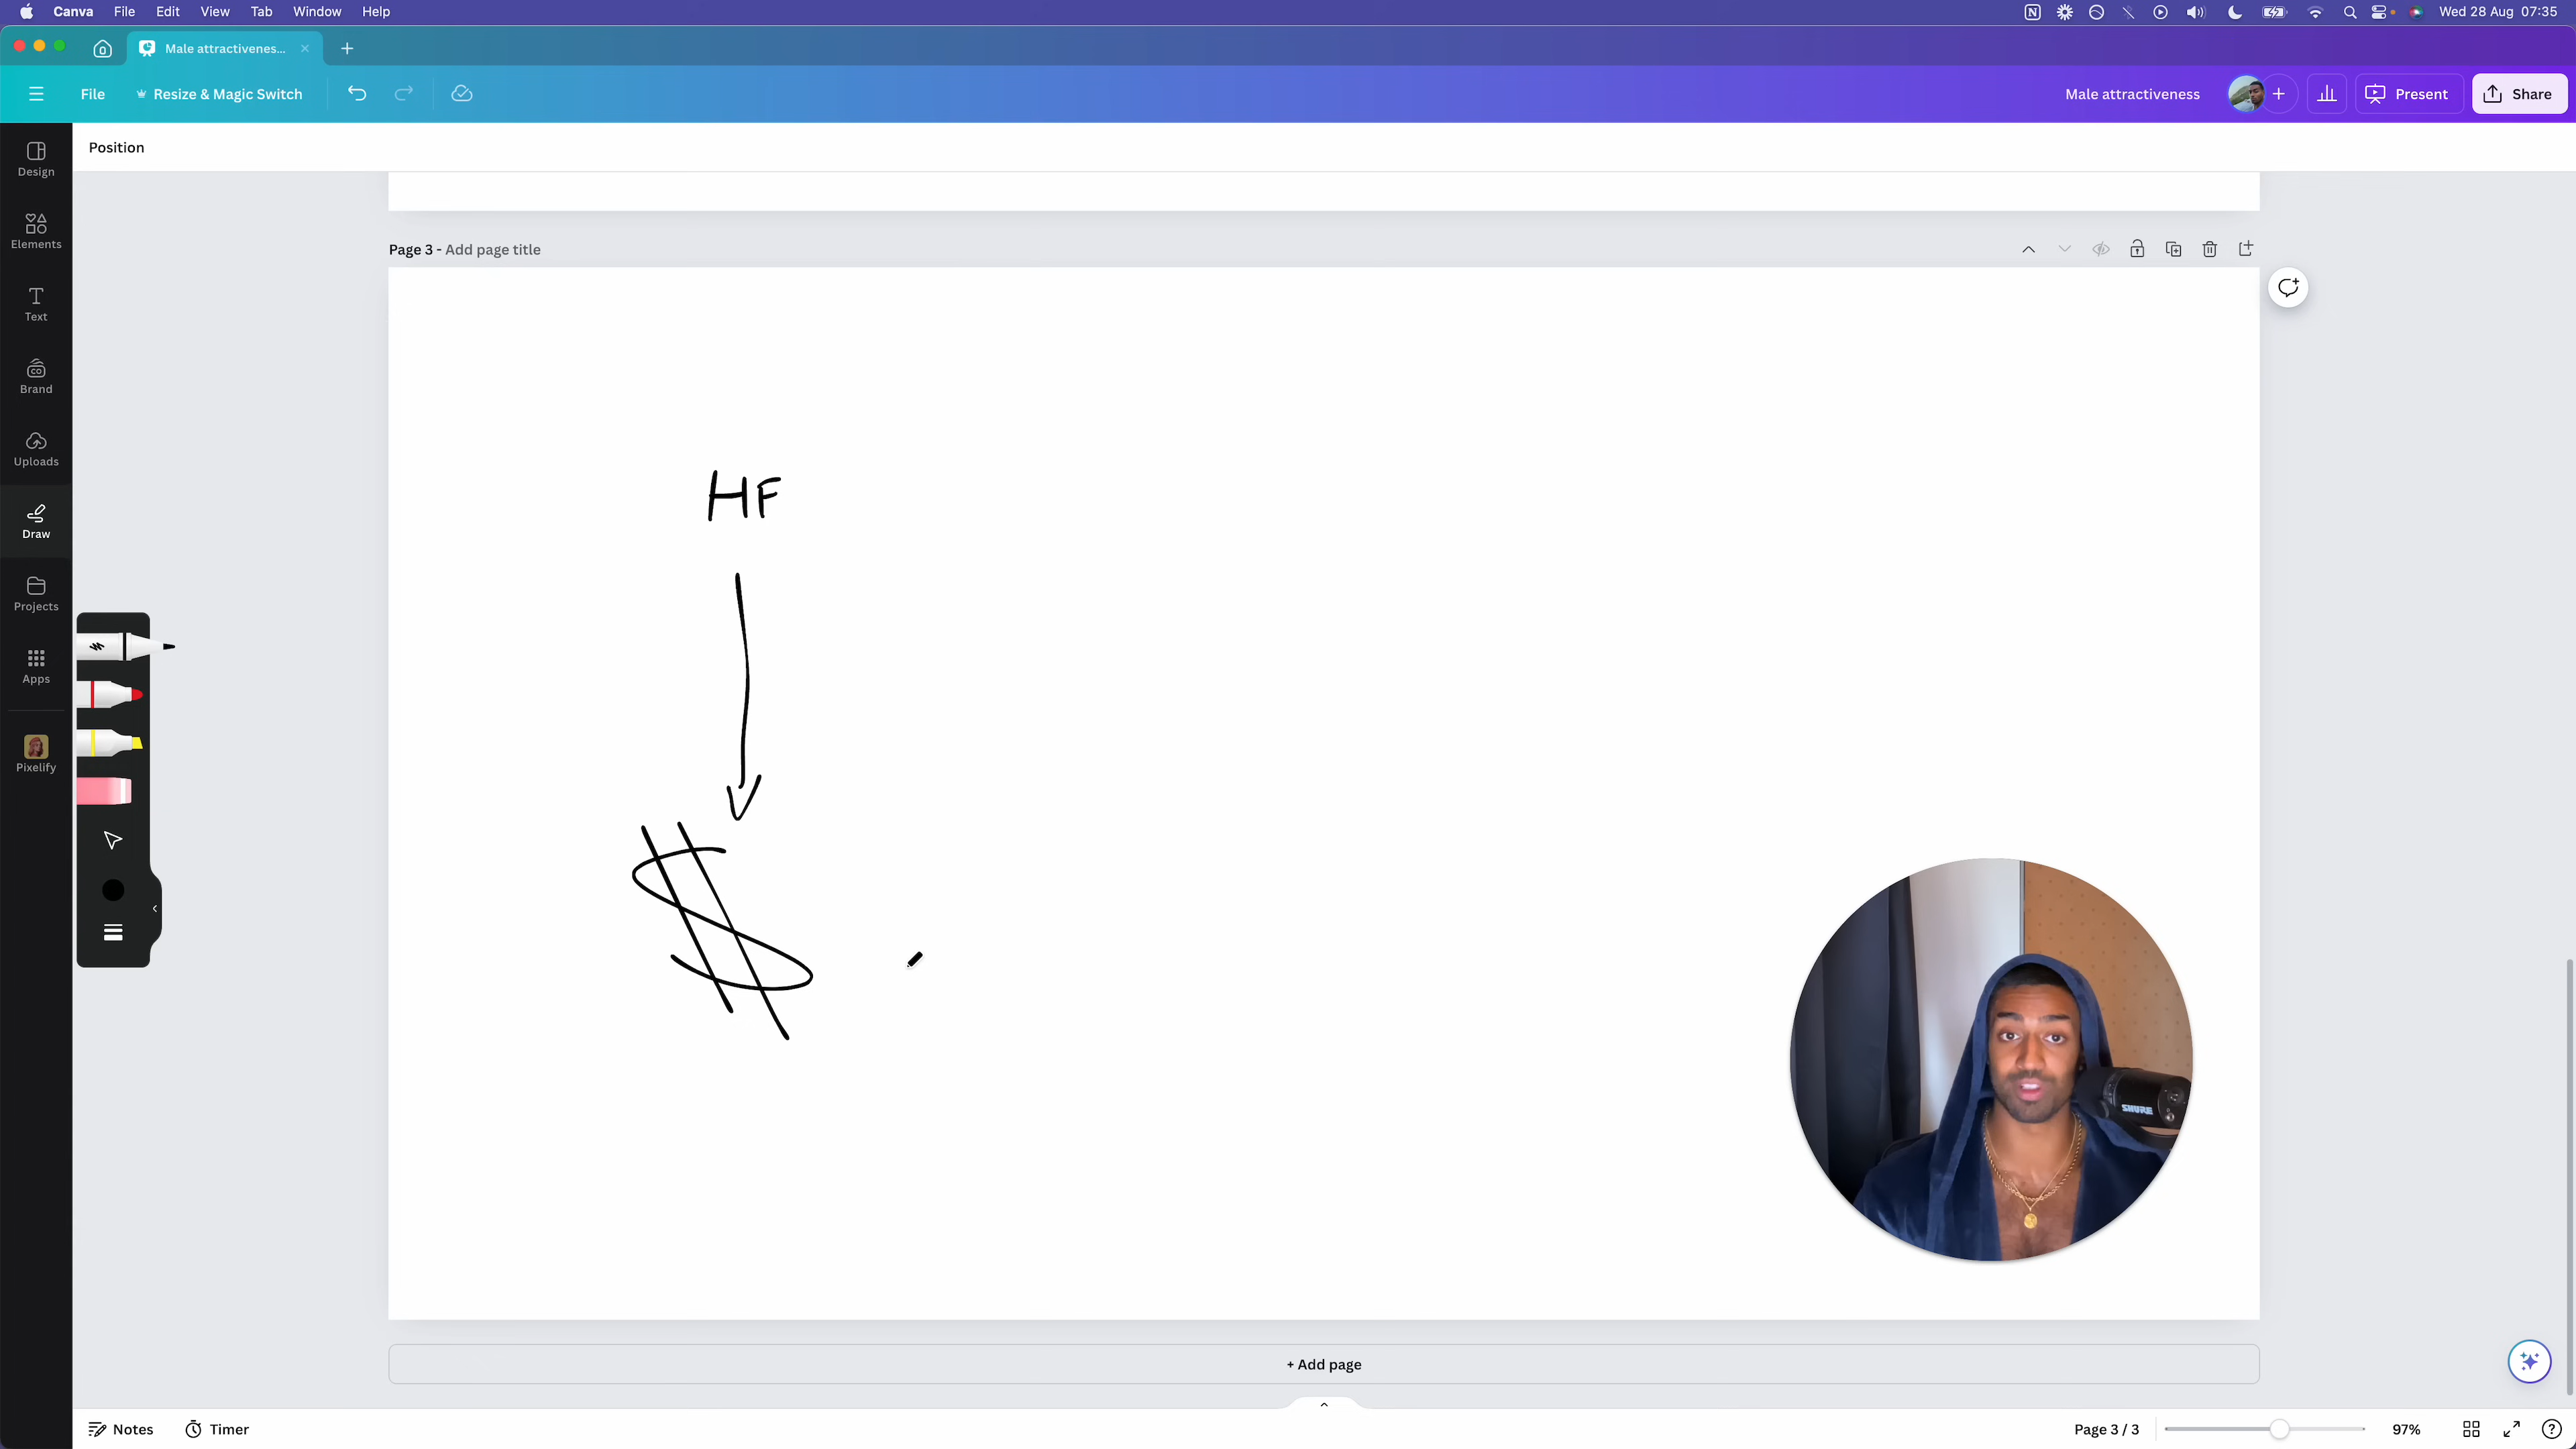 Canva File Edit View Tab Window Help Wed 28 Aug 07:35
Male attractivenes...
File Resize & Magic Switch Male attractiveness Present Share
Position
Design
Elements
Text
Brand
Uploads
Draw
Projects
Apps
Pixelify
Page 3 - Add page title
HF
$
SHURE
+ Add page
Notes Timer Page 3 / 3 97%